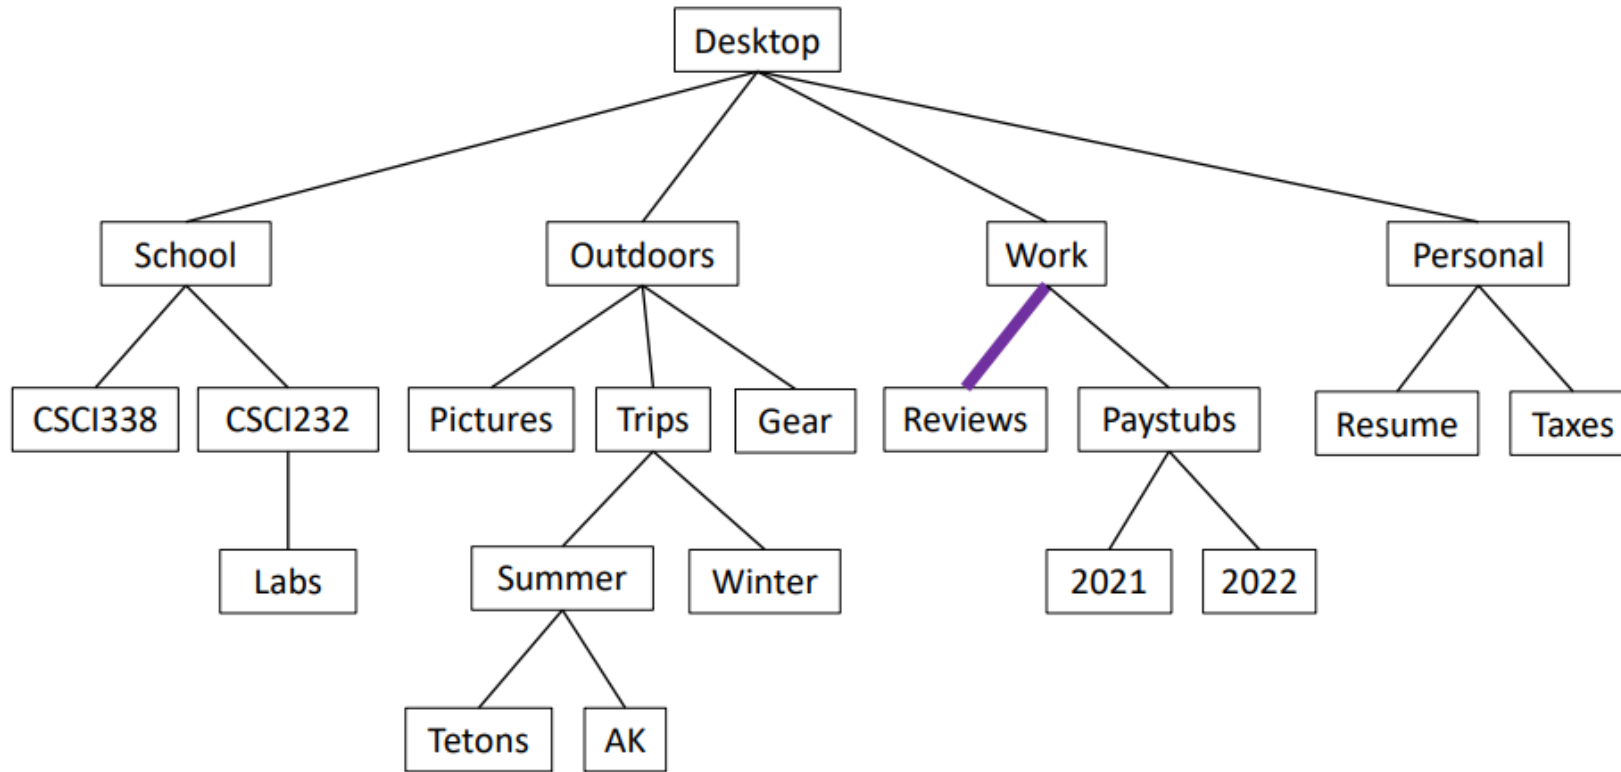 Desktop
School
Outdoors
Work
Personal
CSCI338
CSCI232
Pictures
Trips
Gear
Reviews
Paystubs
Resume
Taxes
Labs
Summer
Winter
2021
2022
Tetons
AK